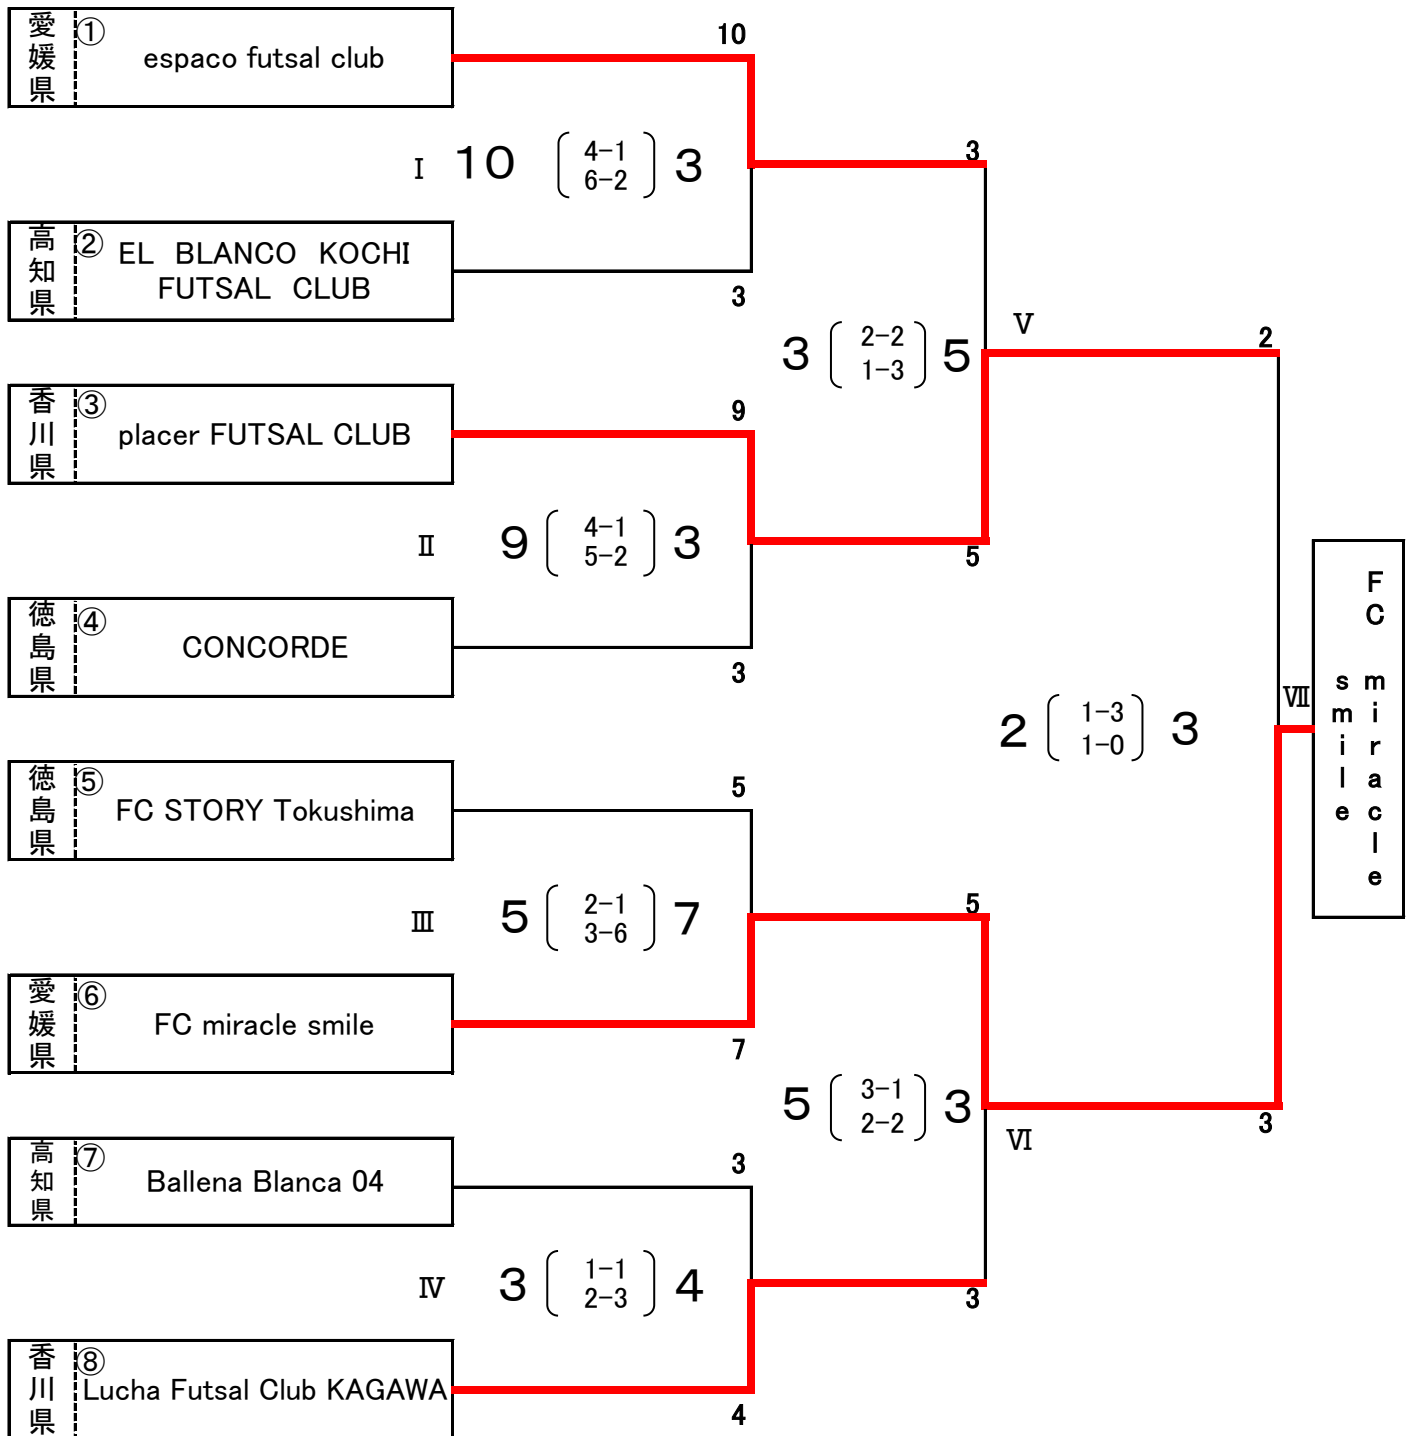 愛媛県 ① espaco futsal club
10
Ⅰ 10 4-1 3
6-2
3
高知県 ② EL BLANCO KOCHI
FUTSAL CLUB
3
3 2-2 5
1-3
Ⅴ
2
香川県 ③ placer FUTSAL CLUB
9
Ⅱ 9 4-1 3
5-2
5
徳島県 ④ CONCORDE
3
2 1-3 3
1-0
Ⅶ
FC miracle
smile
徳島県 ⑤ FC STORY Tokushima
5
Ⅲ 5 2-1 7
3-6
5
愛媛県 ⑥ FC miracle smile
7
5 3-1 3
2-2
Ⅵ
3
高知県 ⑦ Ballena Blanca 04
3
Ⅳ 3 1-1 4
2-3
3
香川県 ⑧ Lucha Futsal Club KAGAWA
4